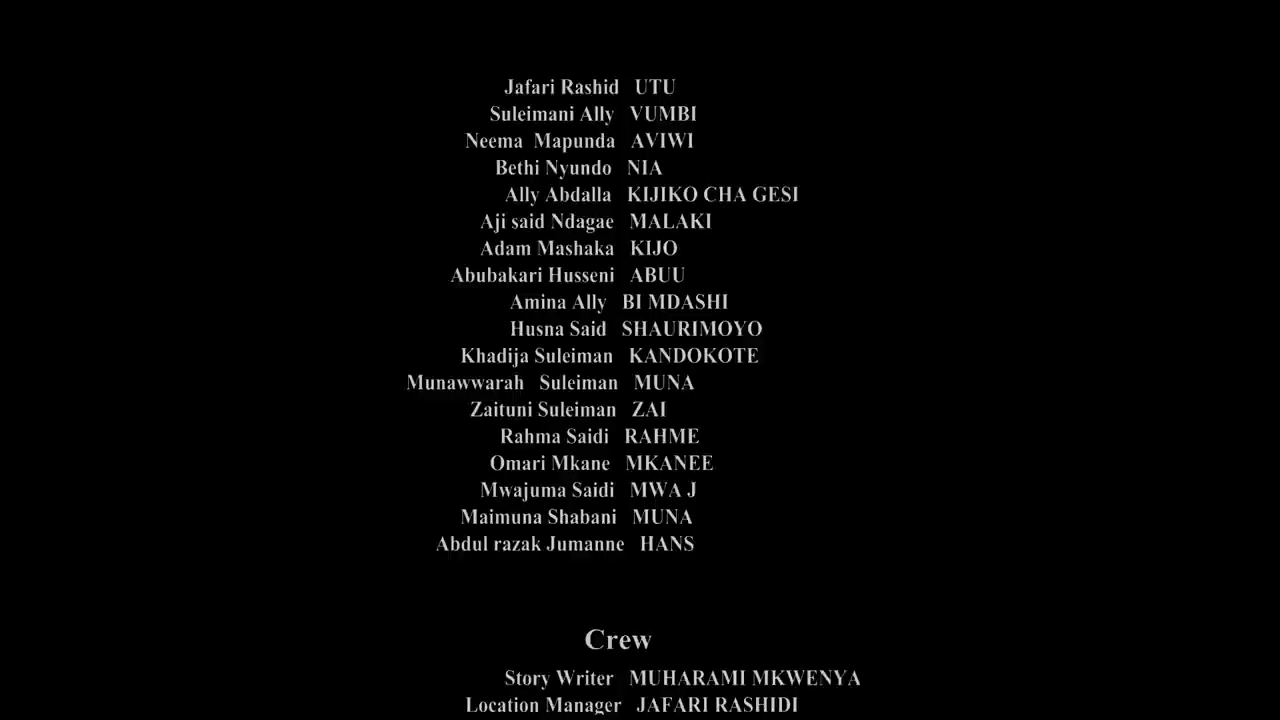 Jafari Rashid UTU
Suleimani Ally VUMBI
Neema Mapunda AVIWI
Bethi Nyundo NIA
Ally Abdalla KIJIKO CHA GESI
Aji said Ndagae MALAKI
Adam Mashaka KIJO
Abubakari Husseni ABUU
Amina Ally BI MDASHI
Husna Said SHAURIMOYO
Khadija Suleiman KANDOKOTE
Munawwarah Suleiman MUNA
Zaituni Suleiman ZAI
Rahma Saidi RAHME
Omari Mkane MKANEE
Mwajuma Saidi MWA J
Maimuna Shabani MUNA
Abdul razak Jumanne HANS
Crew
Story Writer MUHARAMI MKWENYA
Location Manager JAFARI RASHIDI